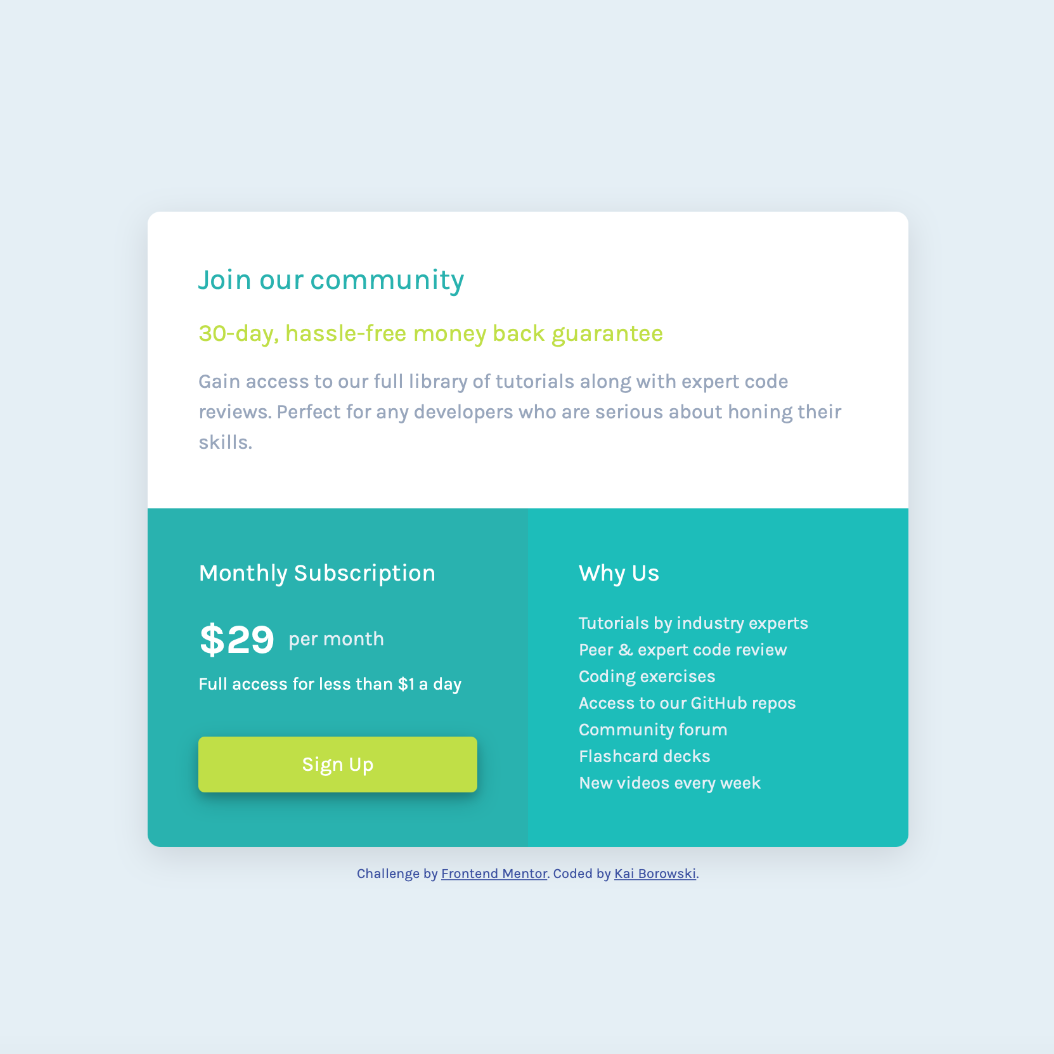 Join our community
30-day, hassle-free money back guarantee
Gain access to our full library of tutorials along with expert code
reviews. Perfect for any developers who are serious about honing their
skills.
Monthly Subscription
$29 per month
Full access for less than $1 a day
Sign Up
Why Us
Tutorials by industry experts
Peer & expert code review
Coding exercises
Access to our GitHub repos
Community forum
Flashcard decks
New videos every week
Challenge by Frontend Mentor. Coded by Kai Borowski.